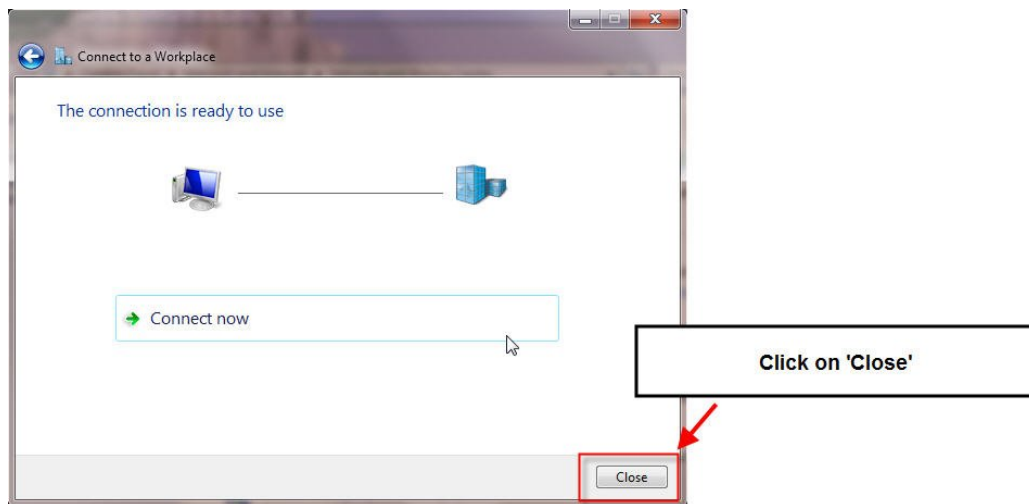 Connect to a Workplace
The connection is ready to use
Connect now
Click on 'Close'
Close